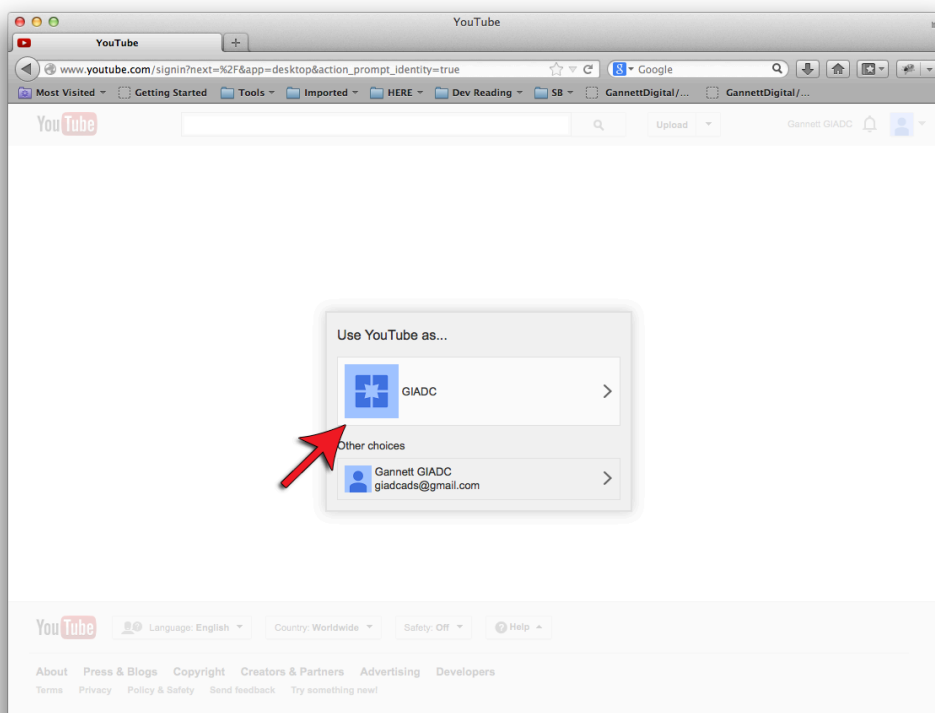 YouTube
YouTube
www.youtube.com/signin?next=%2F&app=desktop&action_prompt_identity=true
Google
Most Visited Getting Started Tools Imported HERE Dev Reading SB GannettDigital/... GannettDigital/...
YouTube Upload Gannett GIADC
Use YouTube as...
GIADC
Other choices
Gannett GIADC
giadcads@gmail.com
YouTube Language: English Country: Worldwide Safety: Off Help
About Press & Blogs Copyright Creators & Partners Advertising Developers
Terms Privacy Policy & Safety Send feedback Try something new!